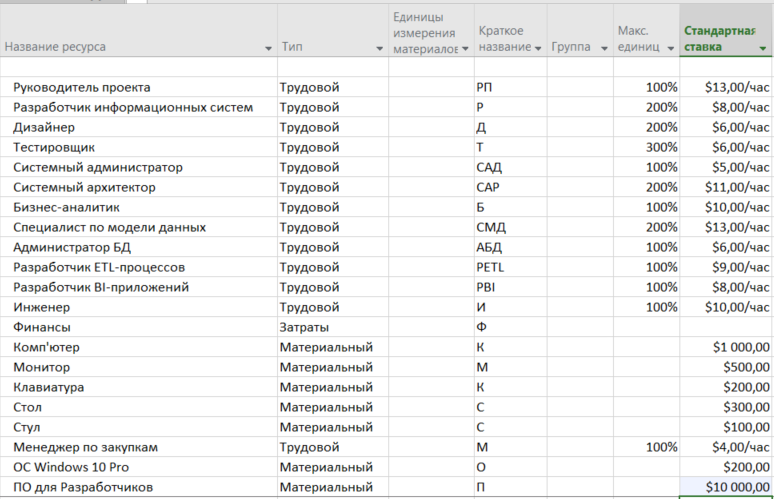 Название ресурса Тип Единицы измерения материалов Краткое название Группа Макс. единиц Стандартная ставка
Руководитель проекта Трудовой РП 100% $13,00/час
Разработчик информационных систем Трудовой Р 200% $8,00/час
Дизайнер Трудовой Д 200% $6,00/час
Тестировщик Трудовой Т 300% $6,00/час
Системный администратор Трудовой САД 100% $5,00/час
Системный архитектор Трудовой САР 200% $11,00/час
Бизнес-аналитик Трудовой Б 100% $10,00/час
Специалист по модели данных Трудовой СМД 200% $13,00/час
Администратор БД Трудовой АБД 100% $6,00/час
Разработчик ETL-процессов Трудовой РETL 100% $9,00/час
Разработчик BI-приложений Трудовой PBI 100% $8,00/час
Инженер Трудовой И 100% $10,00/час
Финансы Затраты Ф
Комп'ютер Материальный К $1 000,00
Монитор Материальный М $500,00
Клавиатура Материальный К $200,00
Стол Материальный С $300,00
Стул Материальный С $100,00
Менеджер по закупкам Трудовой М 100% $4,00/час
ОС Windows 10 Pro Материальный О $200,00
ПО для Разработчиков Материальный П $10 000,00